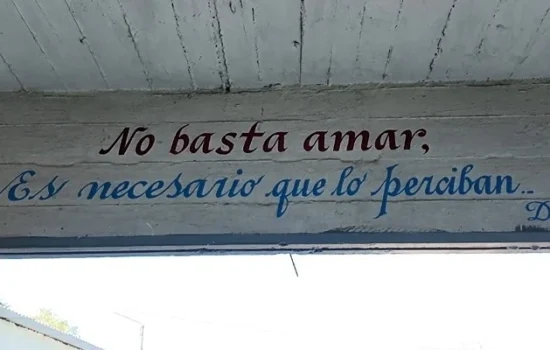 No basta amar,
Es necesario que lo perciban..
D